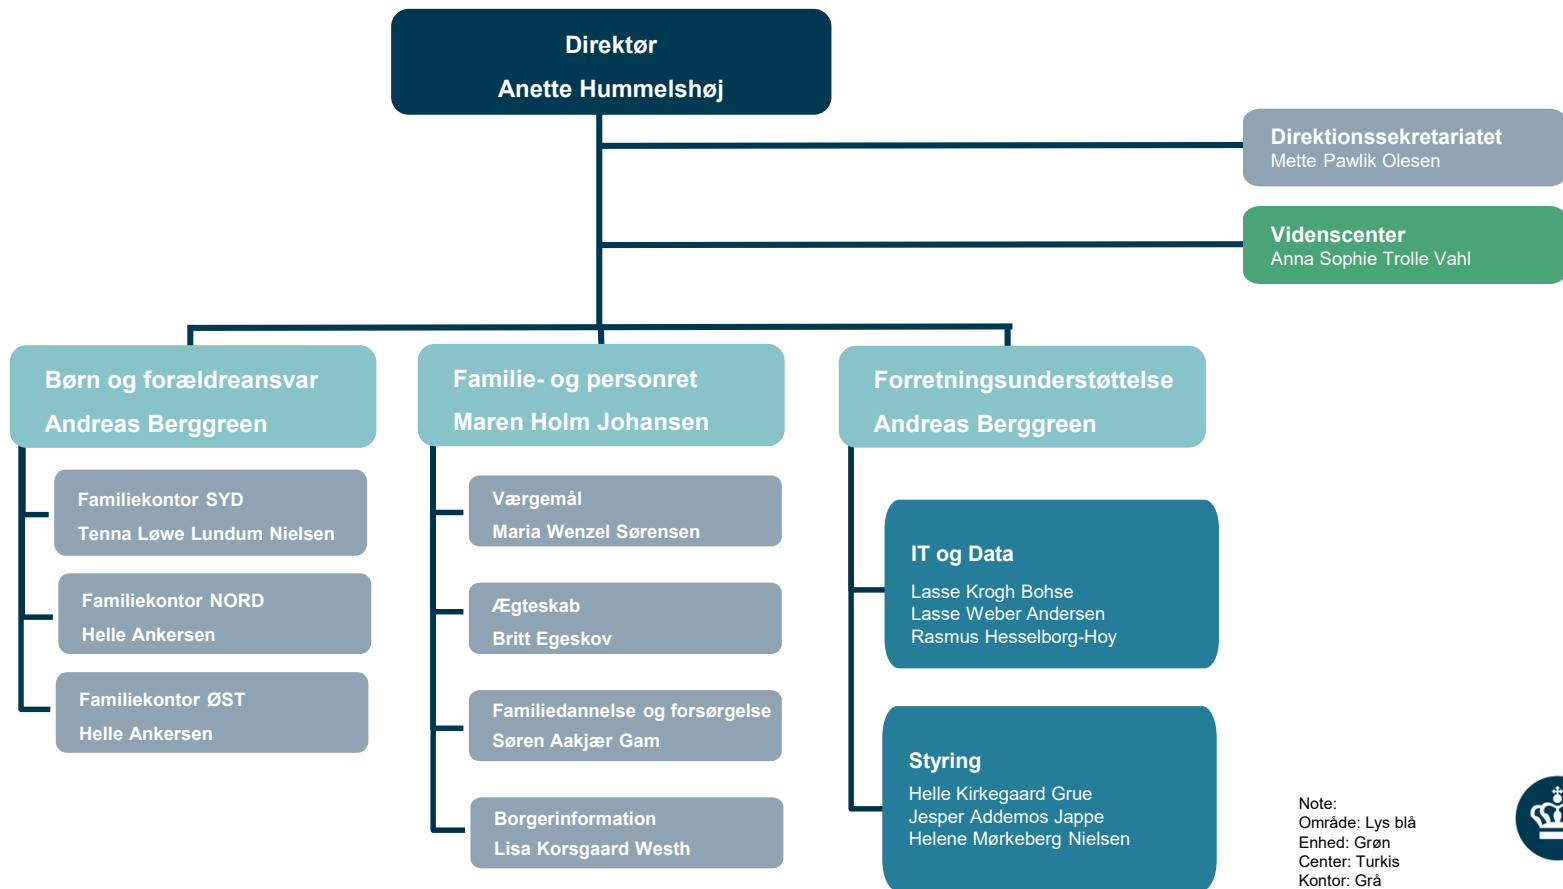 Direktør
Anette Hummelshøj
Direktionssekretariatet
Mette Pawlik Olesen
Videnscenter
Anna Sophie Trolle Vahl
Børn og forældreansvar
Andreas Berggreen
Familiekontor SYD
Tenna Løwe Lundum Nielsen
Familiekontor NORD
Helle Ankersen
Familiekontor ØST
Helle Ankersen
Familie- og personret
Maren Holm Johansen
Værgemål
Maria Wenzel Sørensen
Ægteskab
Britt Egeskov
Familiedannelse og forsørgelse
Søren Aakjær Gam
Borgerinformation
Lisa Korsgaard Westh
Forretningsunderstøttelse
Andreas Berggreen
IT og Data
Lasse Krogh Bohse
Lasse Weber Andersen
Rasmus Hesselborg-Hoy
Styring
Helle Kirkegaard Grue
Jesper Addemos Jappe
Helene Mørkeberg Nielsen
Note:
Område: Lys blå
Enhed: Grøn
Center: Turkis
Kontor: Grå